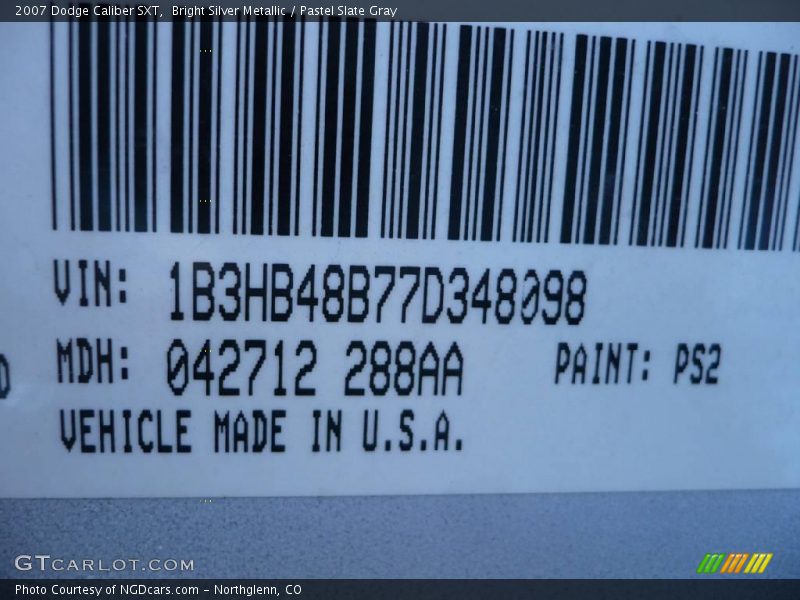 2007 Dodge Caliber SXT,  Bright Silver Metallic / Pastel Slate Gray
VIN: 1B3HB48B77D348098
MDH: 042712 288AA PAINT: PS2
VEHICLE MADE IN U.S.A.
GTCARLOT.COM
Photo Courtesy of NGDcars.com – Northglenn, CO